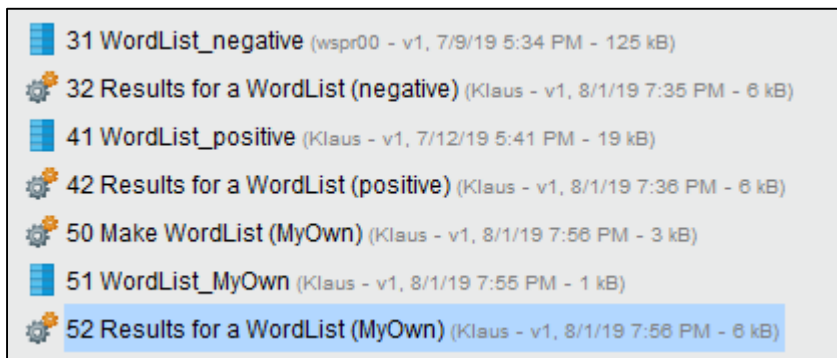 31 WordList_negative (wspr00 - v1, 7/9/19 5:34 PM - 125 kB)
32 Results for a WordList (negative) (Klaus - v1, 8/1/19 7:35 PM - 6 kB)
41 WordList_positive (Klaus - v1, 7/12/19 5:41 PM - 19 kB)
42 Results for a WordList (positive) (Klaus - v1, 8/1/19 7:36 PM - 6 kB)
50 Make WordList (MyOwn) (Klaus - v1, 8/1/19 7:56 PM - 3 kB)
51 WordList_MyOwn (Klaus - v1, 8/1/19 7:55 PM - 1 kB)
52 Results for a WordList (MyOwn) (Klaus - v1, 8/1/19 7:56 PM - 6 kB)